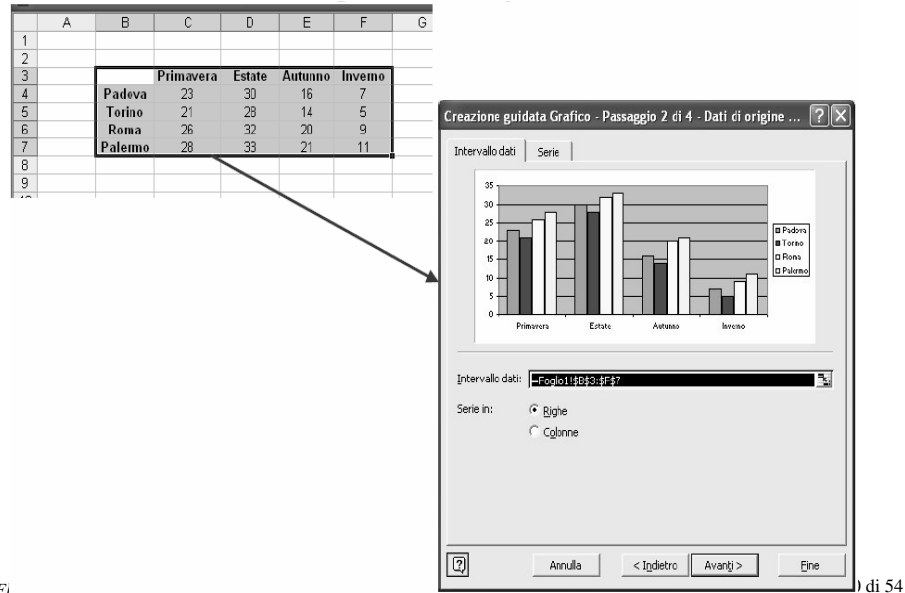 A B C D E F G
1
2
3 Primavera Estate Autunno Inverno
4 Padova 23 30 16 7
5 Torino 21 28 14 5
6 Roma 26 32 20 9
7 Palermo 28 33 21 11
8
9
Creazione guidata Grafico - Passaggio 2 di 4 - Dati di origine ...
Intervallo dati Serie
35
30
25
20
15
10
5
0
Primavera Estate Autunno Inverno
Padova
Torino
Roma
Palermo
Intervallo dati: =Foglio1!$B$3:$F$7
Serie in: Righe
Colonne
Annulla < Indietro Avanti > Fine
di 54